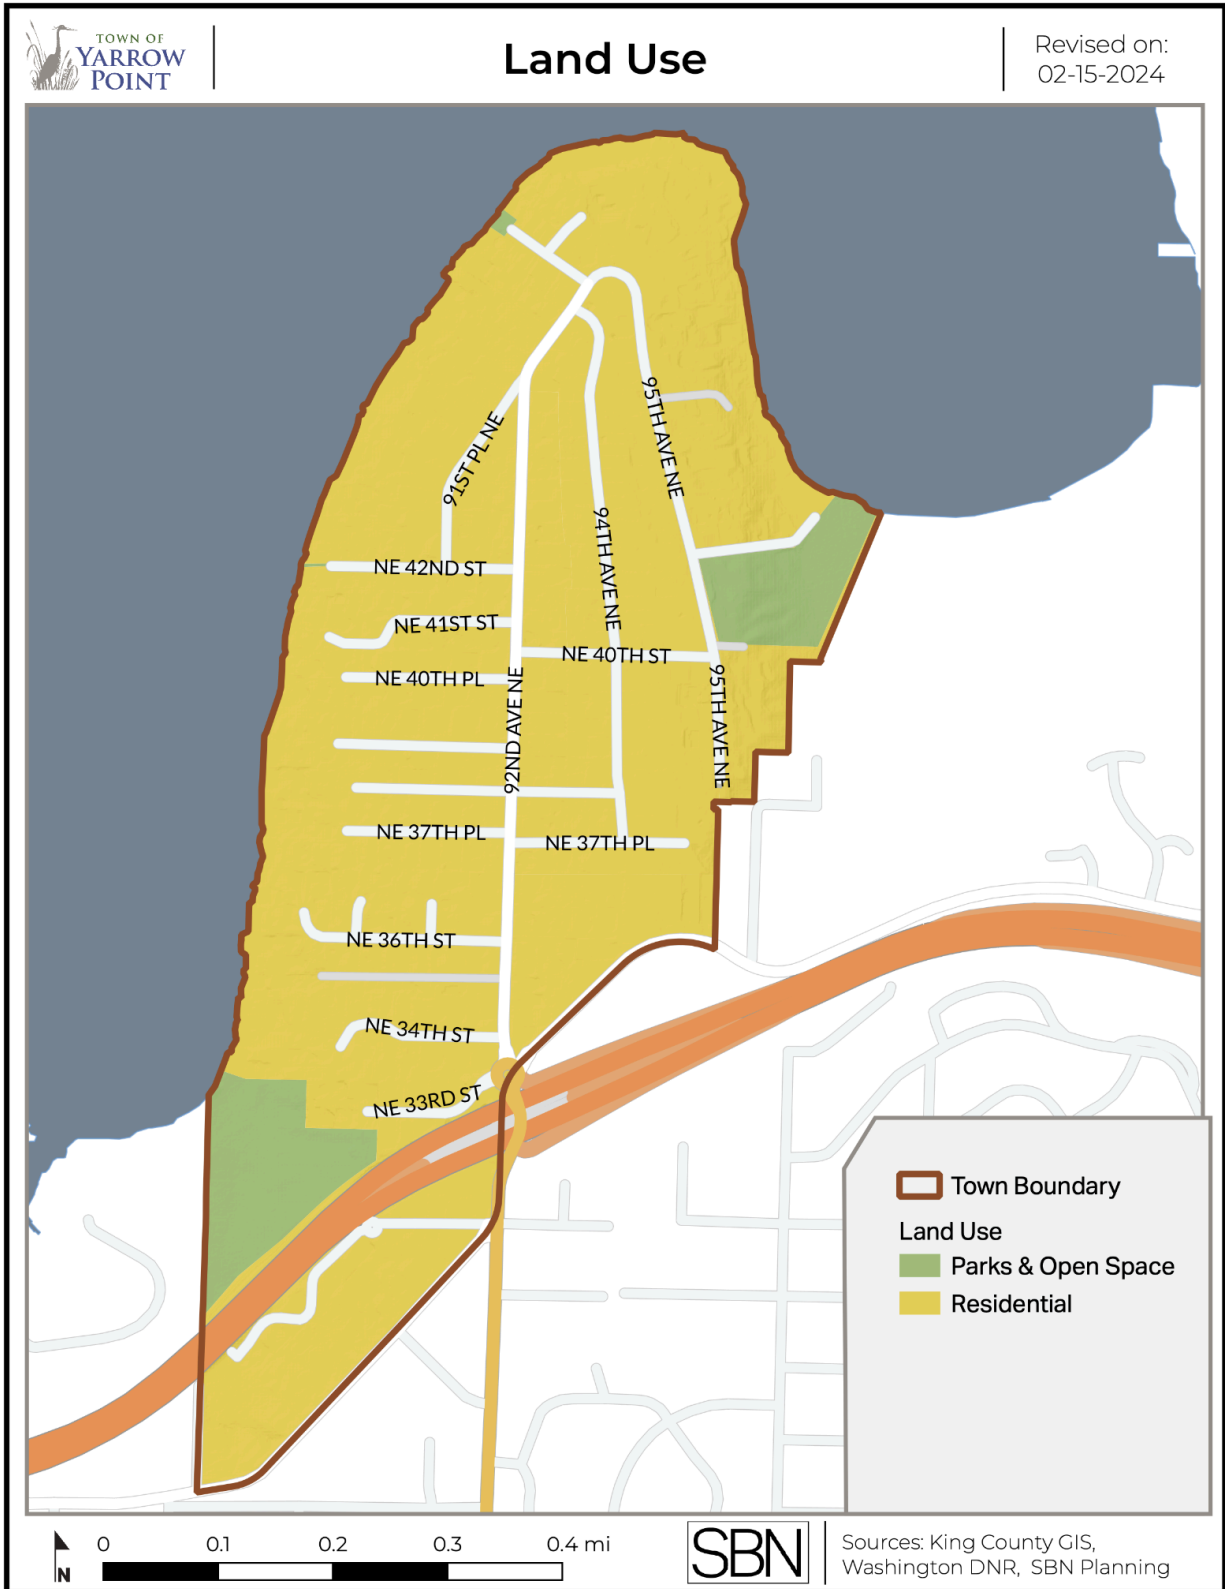 TOWN OF
YARROW
POINT
Land Use
Revised on:
02-15-2024
91ST PL NE
95TH AVE NE
94TH AVE NE
NE 42ND ST
NE 41ST ST
NE 40TH ST
NE 40TH PL
92ND AVE NE
95TH AVE NE
NE 37TH PL
NE 37TH PL
NE 36TH ST
NE 34TH ST
NE 33RD ST
Town Boundary
Land Use
Parks & Open Space
Residential
N
0 0.1 0.2 0.3 0.4 mi
SBN
Sources: King County GIS,
Washington DNR, SBN Planning